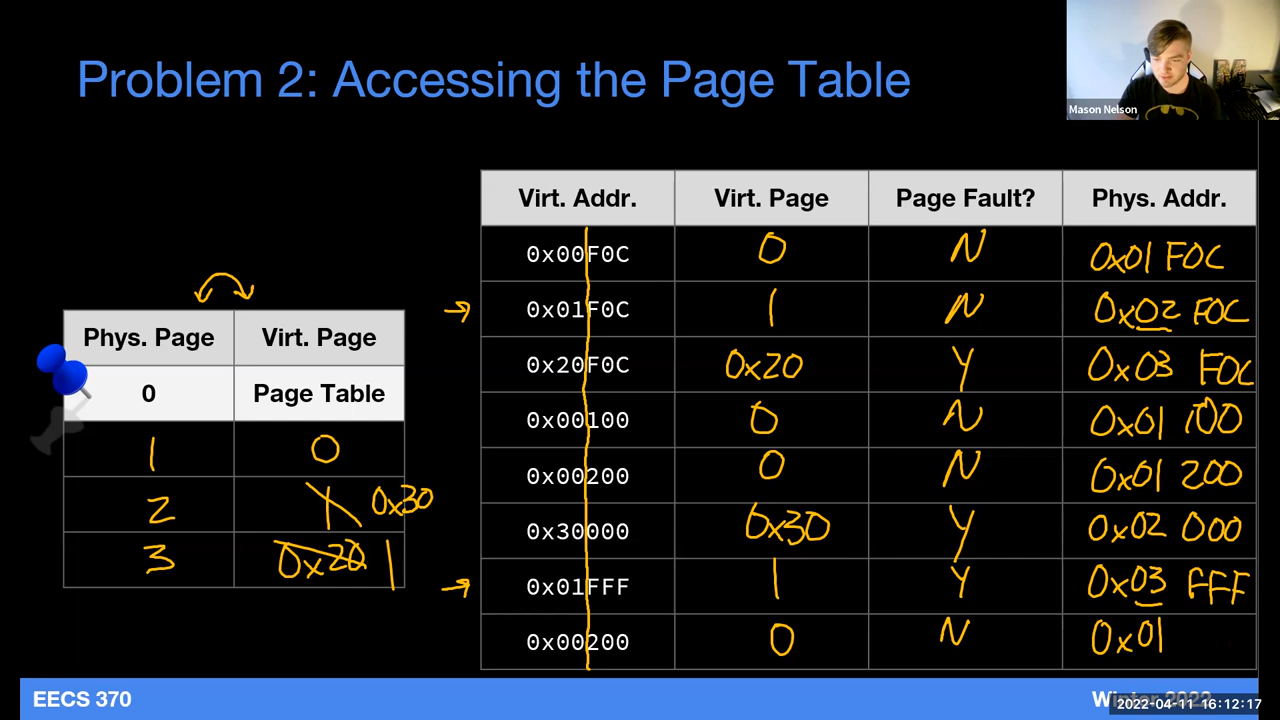 Problem 2: Accessing the Page Table
Mason Nelson
Phys. Page Virt. Page
0 Page Table
1 0
2 1 0x30
3 0x20 1
Virt. Addr. Virt. Page Page Fault? Phys. Addr.
0x00F0C 0 N 0x01 F0C
0x01F0C 1 N 0x02 F0C
0x20F0C 0x20 Y 0x03 F0C
0x00100 0 N 0x01 100
0x00200 0 N 0x01 200
0x30000 0x30 Y 0x02 000
0x01FFF 1 Y 0x03 FFF
0x00200 0 N 0x01
EECS 370
Winter 2022
2022-04-11 16:12:17